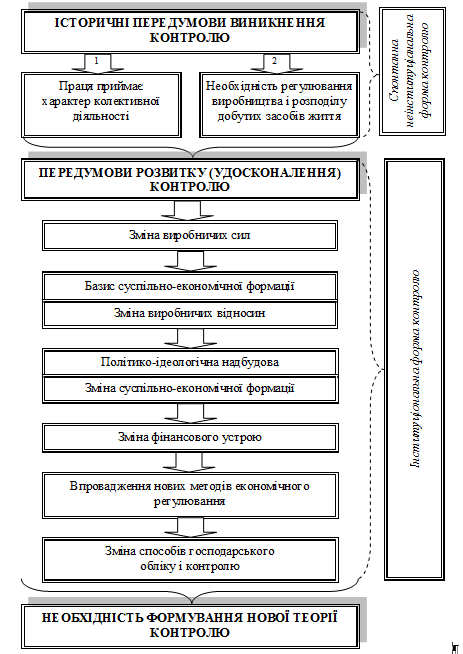 ІСТОРИЧНІ ПЕРЕДУМОВИ ВИНИКНЕННЯ
КОНТРОЛЮ
1
2
Праця приймає
характер колективної
діяльності
Необхідність регулювання
виробництва і розподілу
добутих засобів життя
Спонтанна
неінституціональна
форма контролю
ПЕРЕДУМОВИ РОЗВИТКУ (УДОСКОНАЛЕННЯ)
КОНТРОЛЮ
Зміна виробничих сил
Базис суспільно-економічної формації
Зміна виробничих відносин
Політико-ідеологічна надбудова
Зміна суспільно-економічної формації
Зміна фінансового устрою
Впровадження нових методів економічного
регулювання
Зміна способів господарського
обліку і контролю
Інституціональна форма контролю
НЕОБХІДНІСТЬ ФОРМУВАННЯ НОВОЇ ТЕОРІЇ
КОНТРОЛЮ
¶